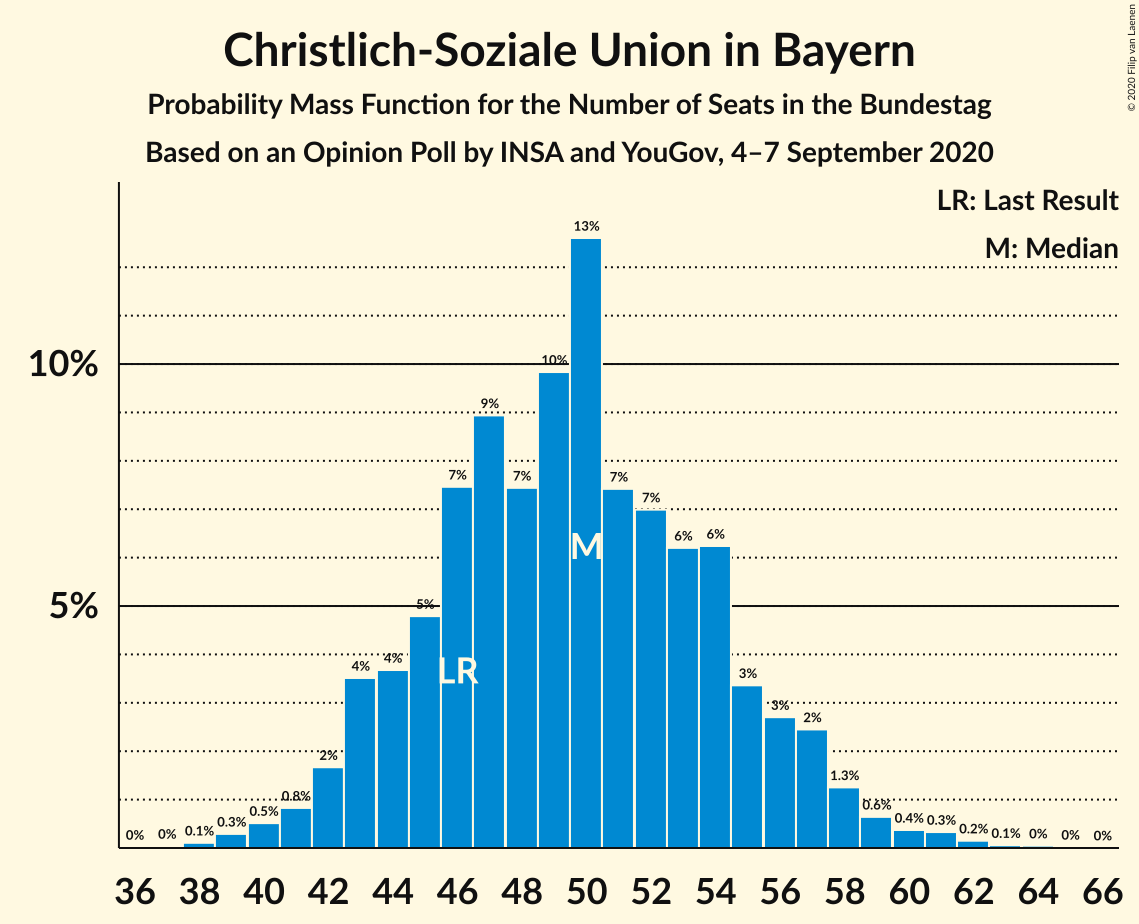 Christlich-Soziale Union in Bayern
Probability Mass Function for the Number of Seats in the Bundestag
Based on an Opinion Poll by INSA and YouGov, 4–7 September 2020
© 2020 Filip van Laenen
LR: Last Result
M: Median
10%
5%
0% 0% 0.1% 0.3% 0.5% 0.8% 2% 4% 4% 5% 7% 9% 7% 10% 13% 7% 7% 6% 6% 3% 3% 2% 1.3% 0.6% 0.4% 0.3% 0.2% 0.1% 0% 0% 0%
M
LR
36 38 40 42 44 46 48 50 52 54 56 58 60 62 64 66